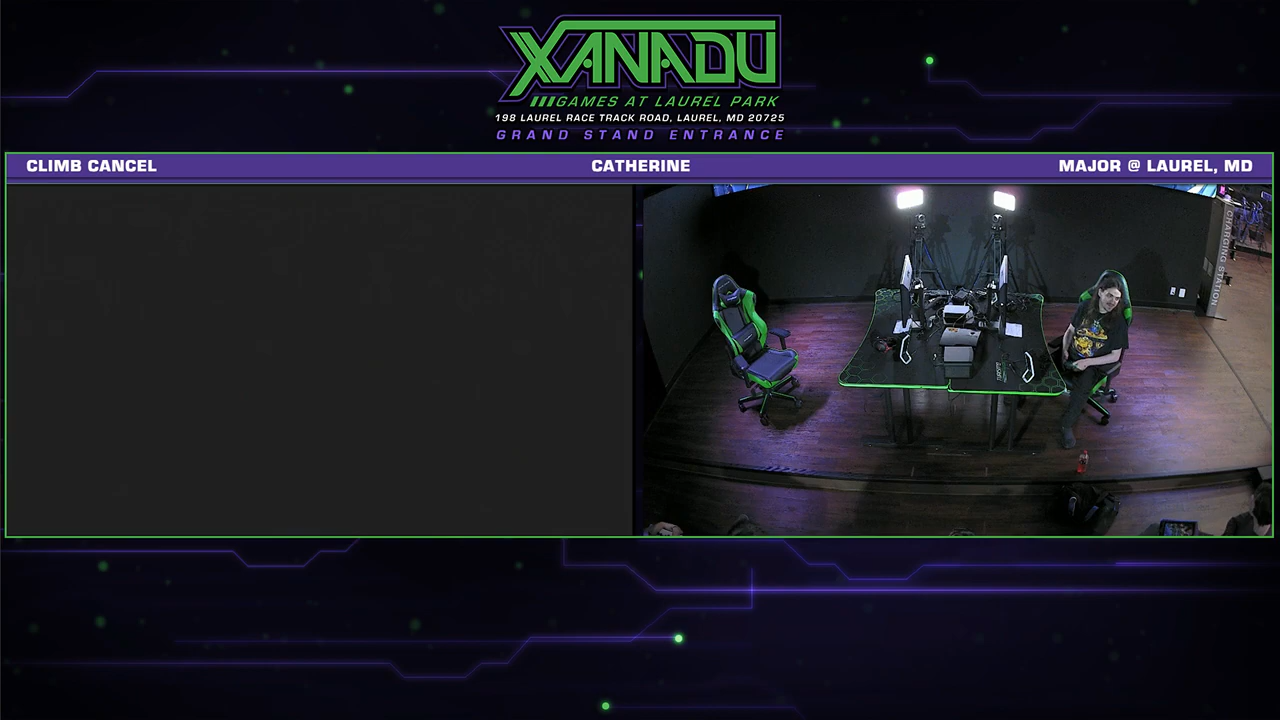 XANADU
GAMES AT LAUREL PARK
198 LAUREL RACE TRACK ROAD, LAUREL, MD 20725
GRAND STAND ENTRANCE
CLIMB CANCEL
CATHERINE
MAJOR @ LAUREL, MD
CHARGING STATION